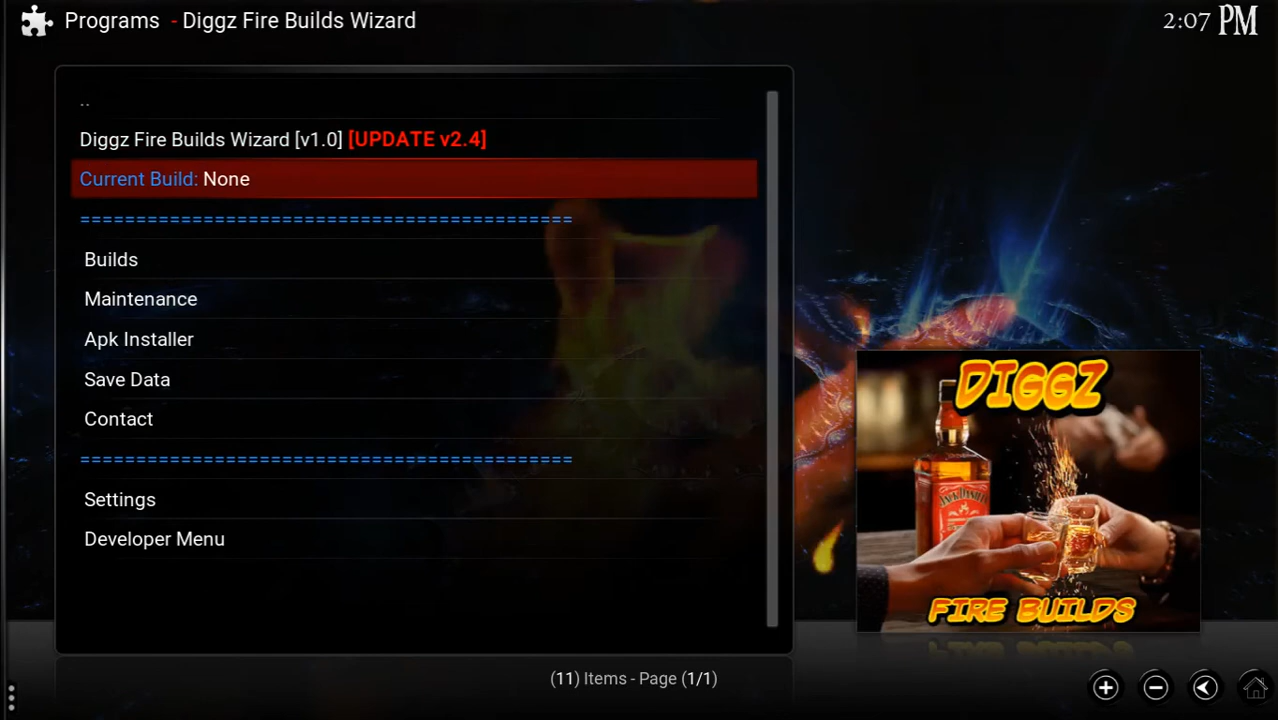 Programs - Diggz Fire Builds Wizard
2:07 PM
..
Diggz Fire Builds Wizard [v1.0] [UPDATE v2.4]
Current Build: None
============================================
Builds
Maintenance
Apk Installer
Save Data
Contact
============================================
Settings
Developer Menu
DIGGZ
JACK DANIEL'S
FIRE BUILDS
(11) Items - Page (1/1)